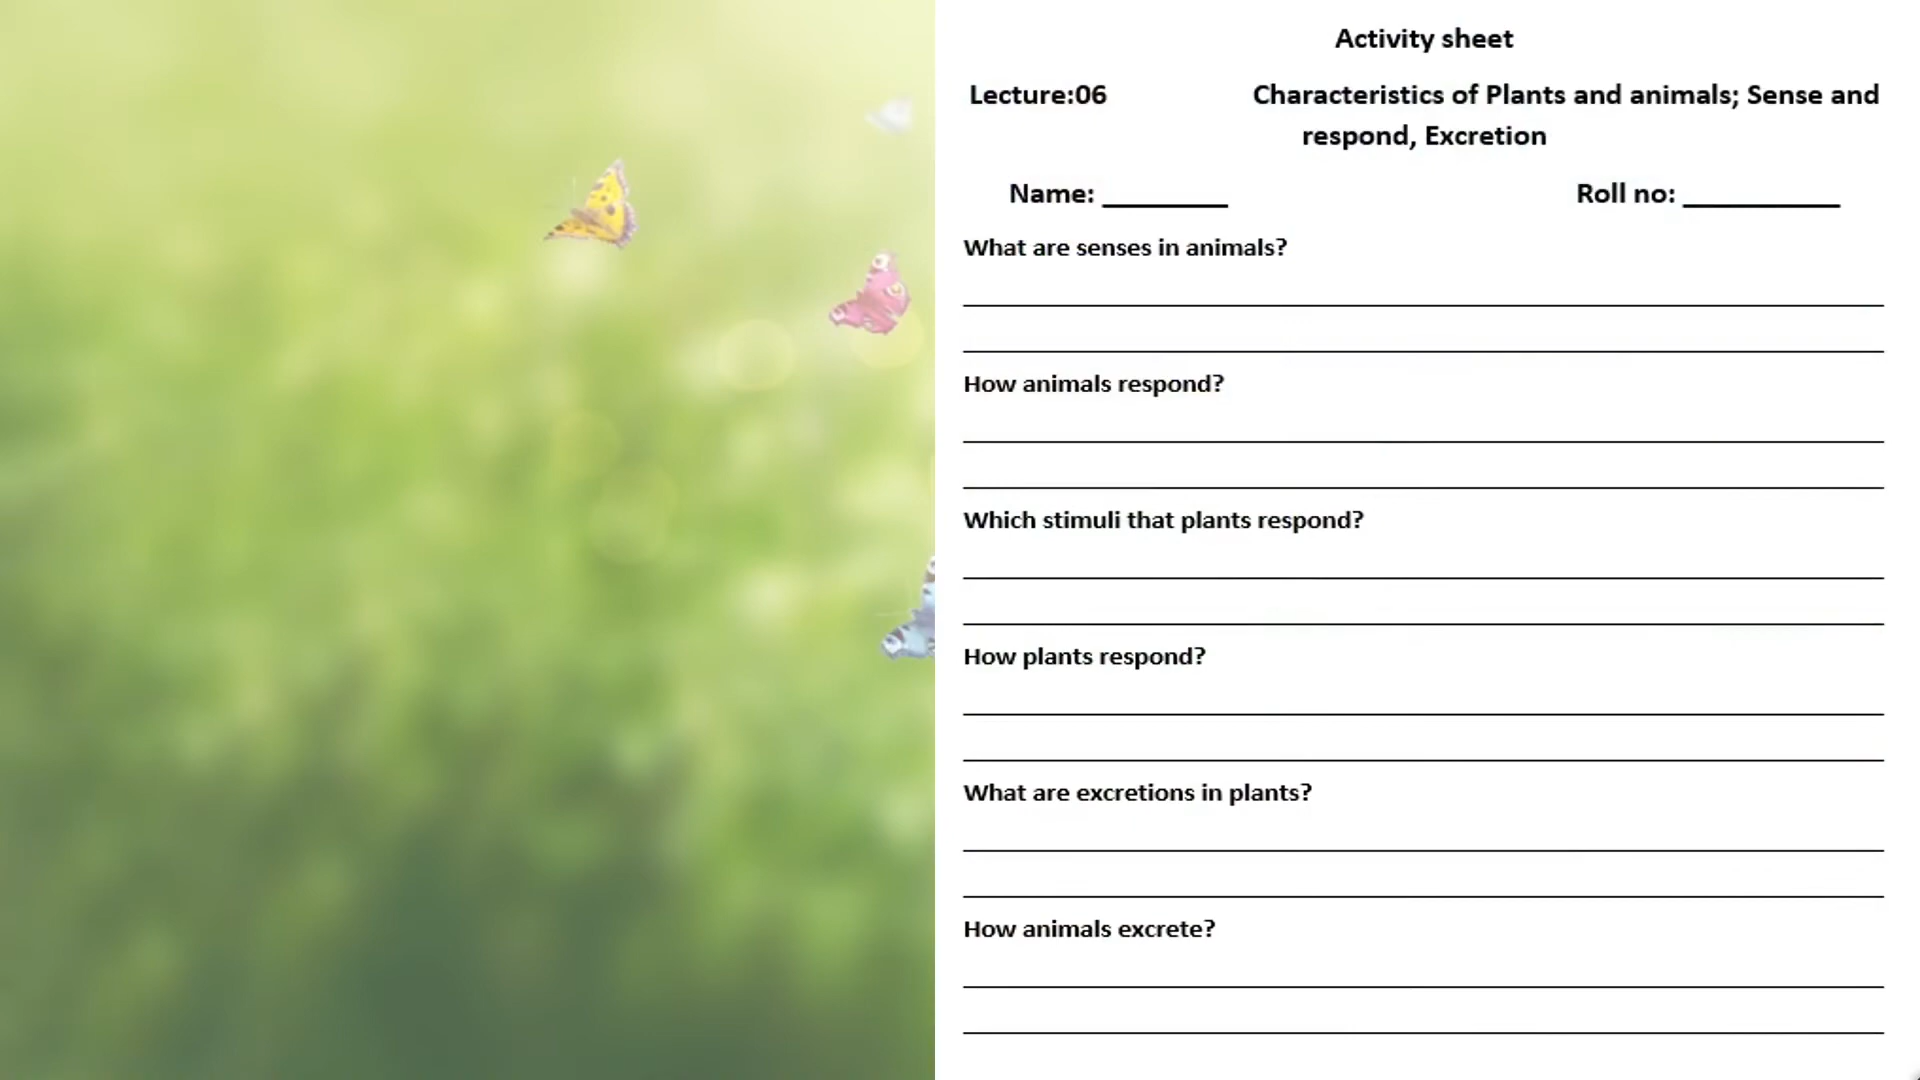 Activity sheet
Lecture:06 Characteristics of Plants and animals; Sense and
respond, Excretion
Name: ________ Roll no: __________
What are senses in animals?
How animals respond?
Which stimuli that plants respond?
How plants respond?
What are excretions in plants?
How animals excrete?